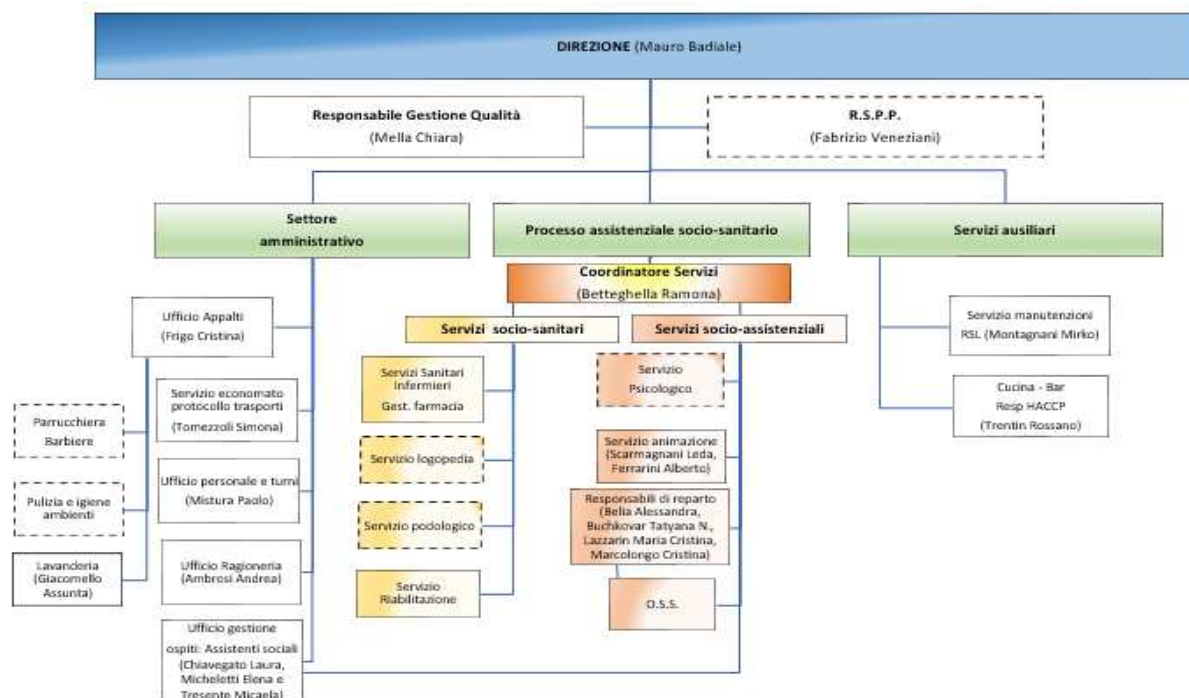 DIREZIONE (Mauro Badiale)
Responsabile Gestione Qualità
(Mella Chiara)
R.S.P.P.
(Fabrizio Veneziani)
Settore
amministrativo
Processo assistenziale socio-sanitario
Servizi ausiliari
Coordinatore Servizi
(Betteghella Ramona)
Ufficio Appalti
(Frigo Cristina)
Servizi socio-sanitari
Servizi socio-assistenziali
Servizio manutenzioni
RSL (Montagnani Mirko)
Servizi Sanitari
Infermieri
Gest. farmacia
Servizio
Psicologico
Servizio economato
protocollo trasporti
(Tomezzoli Simona)
Cucina - Bar
Resp HACCP
(Trentin Rossano)
Parrucchiera
Barbiere
Servizio logopedia
Servizio animazione
(Scarmagnani Leda,
Ferrarini Alberto)
Ufficio personale e turni
(Mistura Paolo)
Pulizia e igiene
ambienti
Servizio podologico
Responsabili di reparto
(Belia Alessandra,
Buchkovar Tatyana N.,
Lazzarin Maria Cristina,
Marcolongo Cristina)
Lavanderia
(Giacomello
Assunta)
Ufficio Ragioneria
(Ambrosi Andrea)
Servizio
Riabilitazione
O.S.S.
Ufficio gestione
ospiti: Assistenti sociali
(Chiavegato Laura,
Micheletti Elena e
Tresente Micaela)